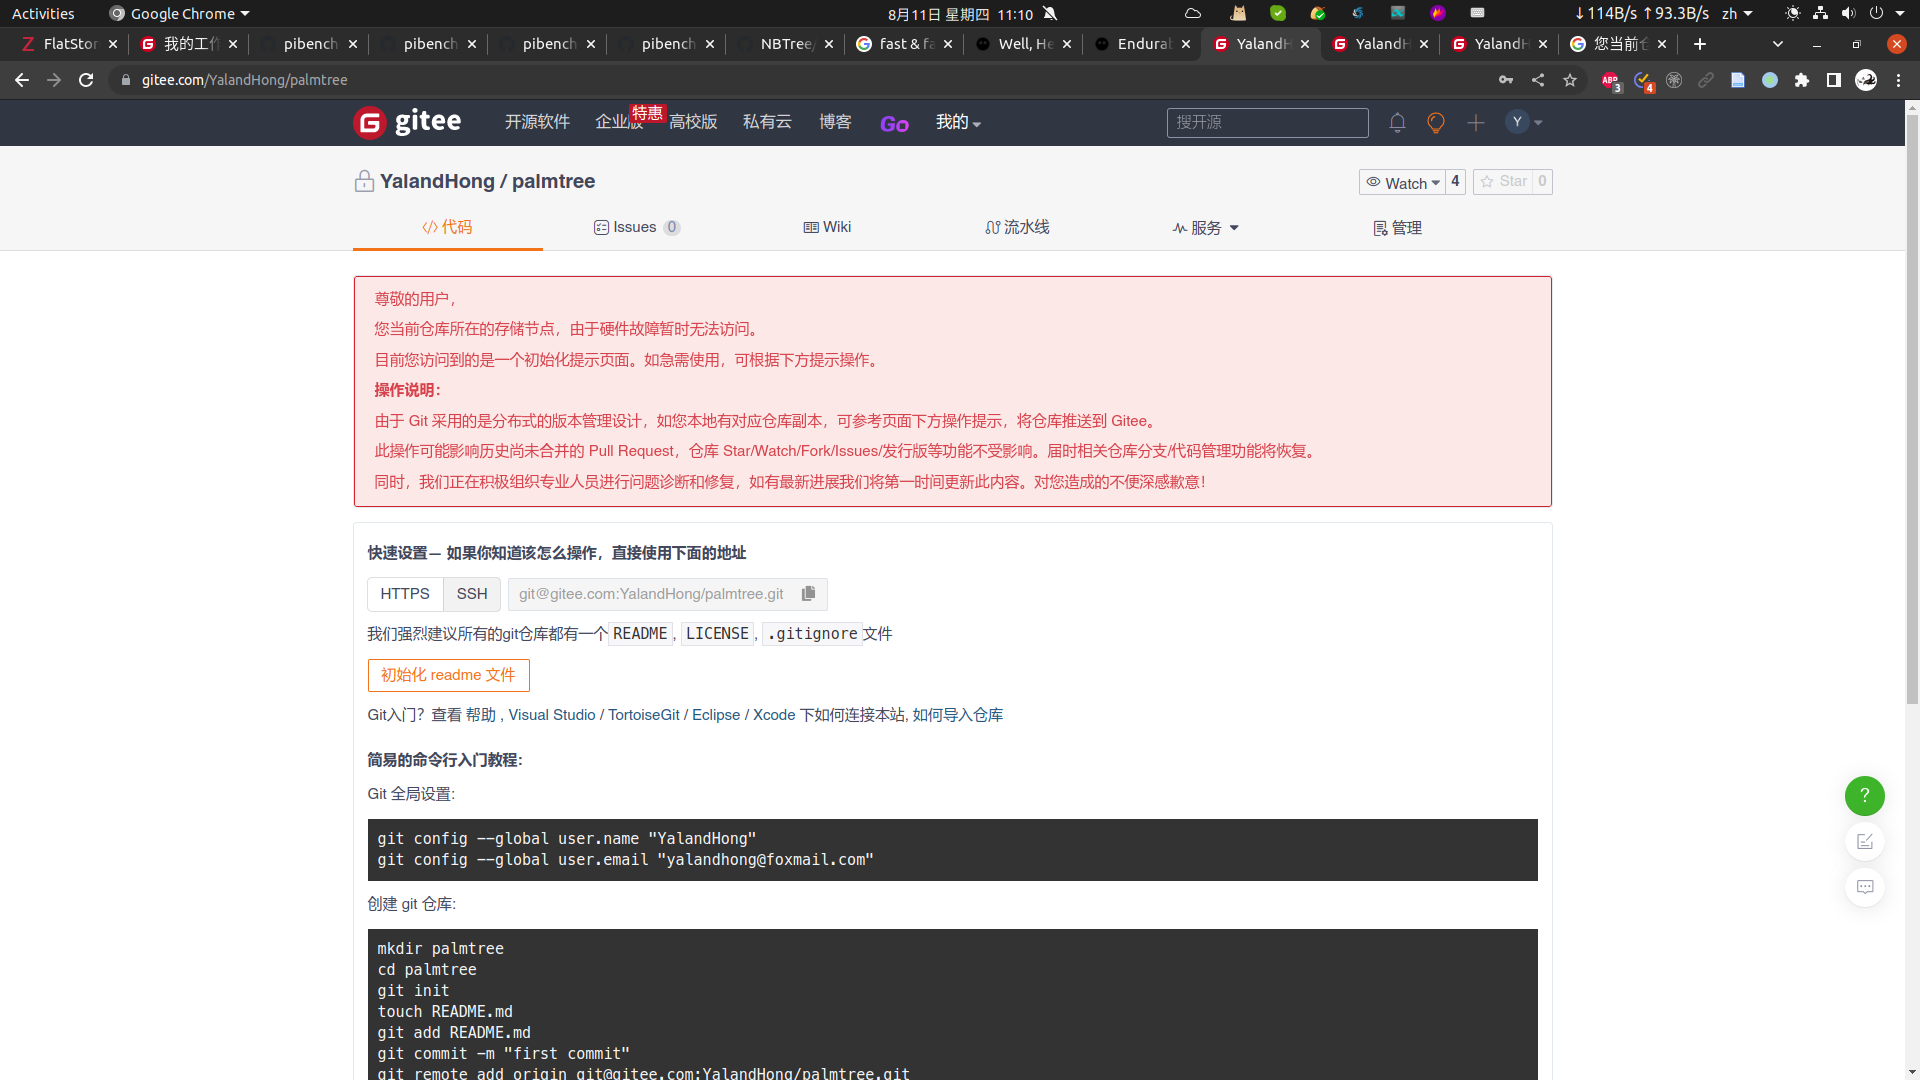 Activities
Google Chrome
8月11日 星期四 11:10
↓114B/s ↑93.3B/s
zh
FlatStor
我的工作
pibench
pibench
pibench
pibench
NBTree/
fast & fa
Well, He
Endural
YalandH
YalandH
YalandH
您当前仓
gitee.com/YalandHong/palmtree
ABP
3
4
gitee
开源软件
企业版
特惠
高校版
私有云
博客
Go
我的
搜开源
Y
YalandHong / palmtree
Watch
4
Star
0
代码
Issues 0
Wiki
流水线
服务
管理
尊敬的用户，
您当前仓库所在的存储节点，由于硬件故障暂时无法访问。
目前您访问到的是一个初始化提示页面。如急需使用，可根据下方提示操作。
操作说明：
由于 Git 采用的是分布式的版本管理设计，如您本地有对应仓库副本，可参考页面下方操作提示，将仓库推送到 Gitee。
此操作可能影响历史尚未合并的 Pull Request，仓库 Star/Watch/Fork/Issues/发行版等功能不受影响。届时相关仓库分支/代码管理功能将恢复。
同时，我们正在积极组织专业人员进行问题诊断和修复，如有最新进展我们将第一时间更新此内容。对您造成的不便深感歉意！
快速设置— 如果你知道该怎么操作，直接使用下面的地址
HTTPS
SSH
git@gitee.com:YalandHong/palmtree.git
我们强烈建议所有的git仓库都有一个README, LICENSE, .gitignore文件
初始化 readme 文件
Git入门？查看 帮助 , Visual Studio / TortoiseGit / Eclipse / Xcode 下如何连接本站, 如何导入仓库
简易的命令行入门教程:
Git 全局设置:
git config --global user.name "YalandHong"
git config --global user.email "yalandhong@foxmail.com"
创建 git 仓库:
mkdir palmtree
cd palmtree
git init
touch README.md
git add README.md
git commit -m "first commit"
git remote add origin git@gitee.com:YalandHong/palmtree.git
?